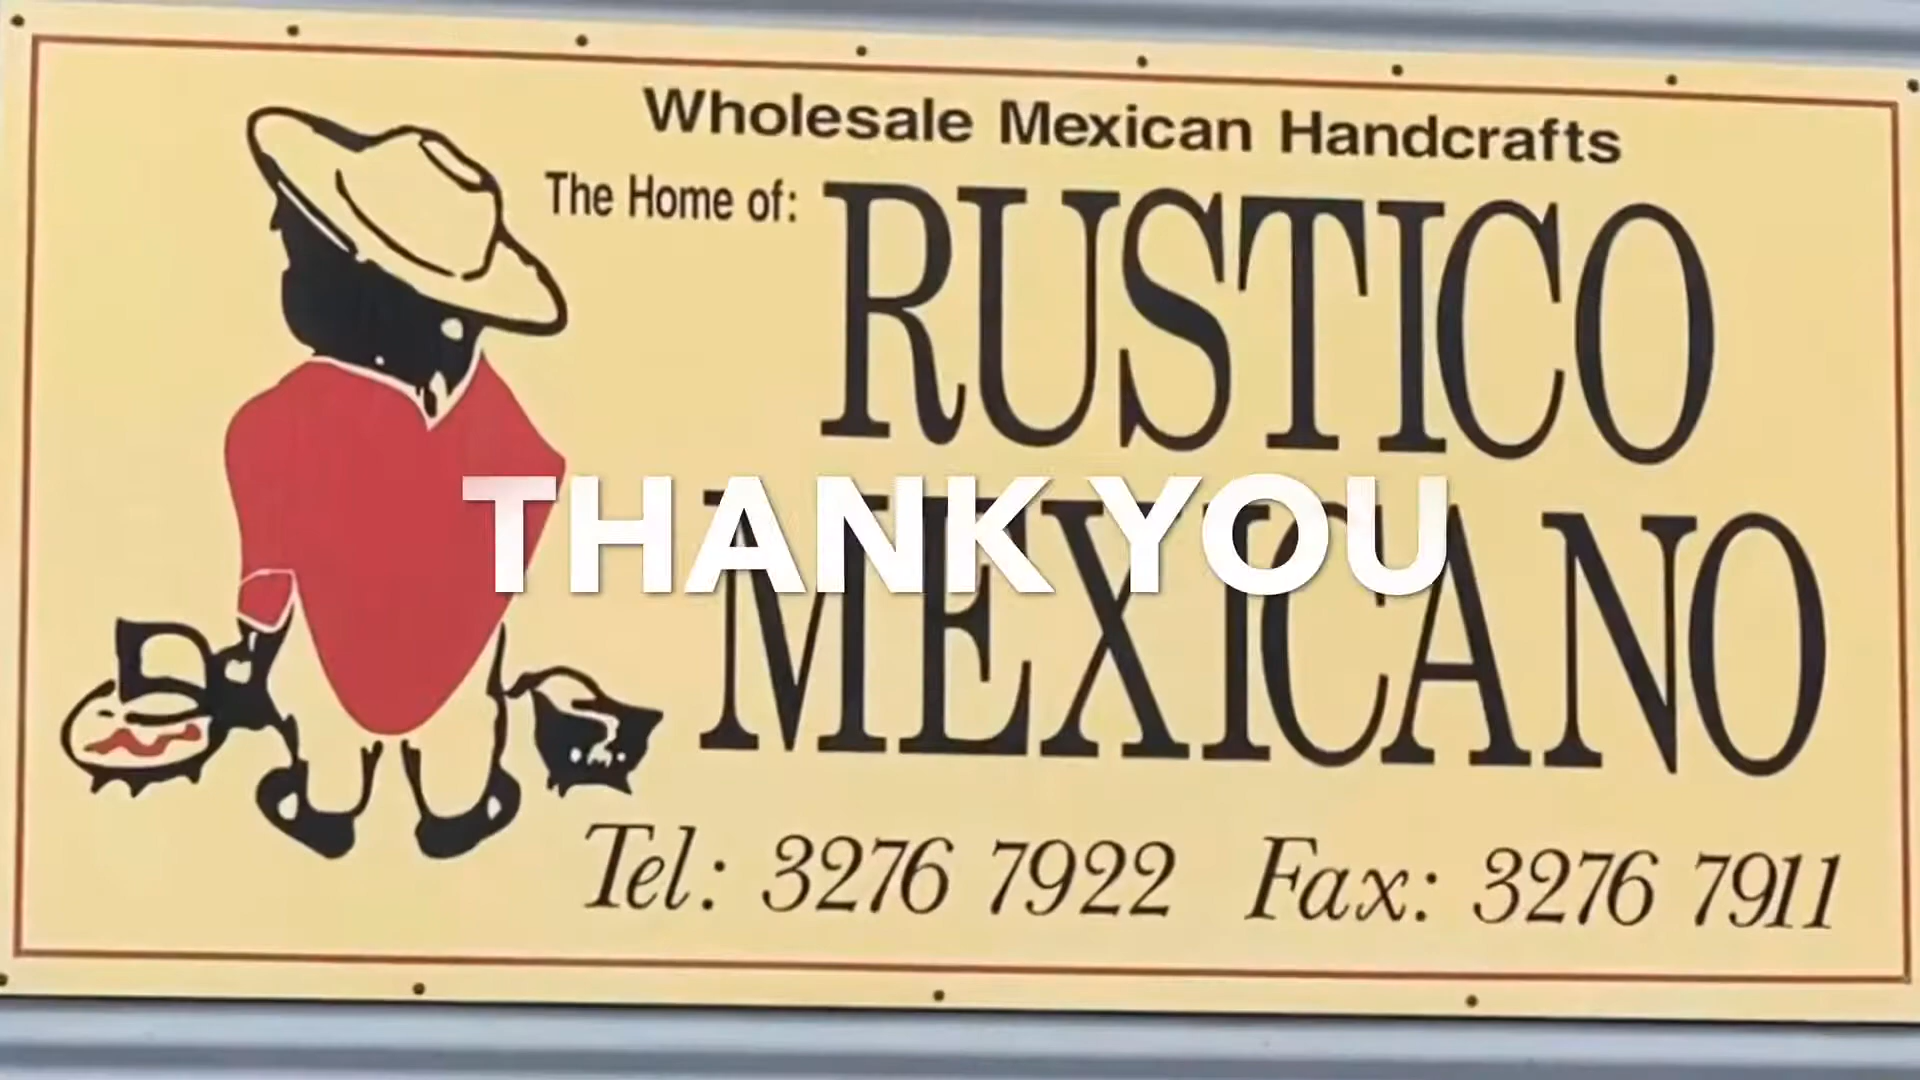 Wholesale Mexican Handcrafts
The Home of: RUSTICO
THANK YOU
MEXICANO
Tel: 3276 7922 Fax: 3276 7911